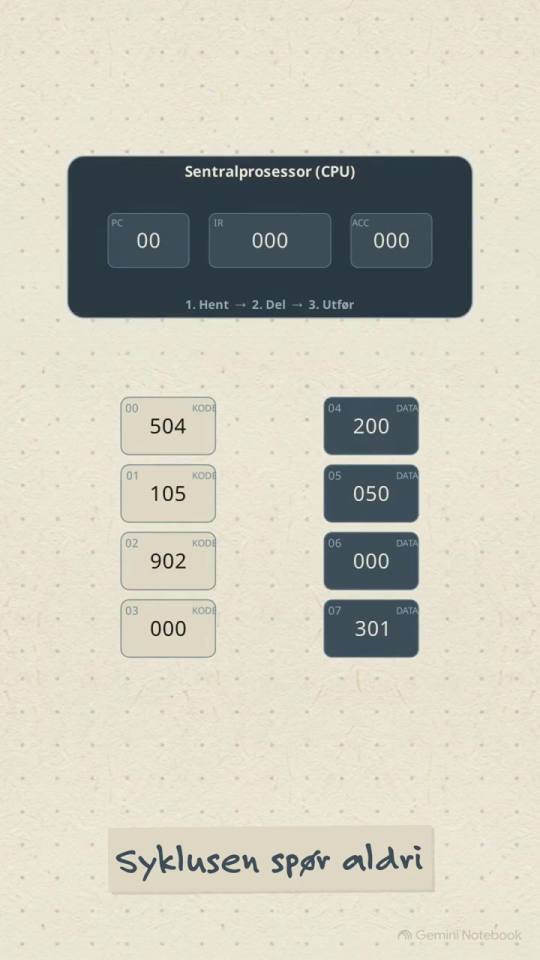 Sentralprosessor (CPU)
PC
00
IR
000
ACC
000
1. Hent → 2. Del → 3. Utfør
00 KODE
504
01 KODE
105
02 KODE
902
03 KODE
000
04 DATA
200
05 DATA
050
06 DATA
000
07 DATA
301
Syklusen spør aldri
Gemini Notebook